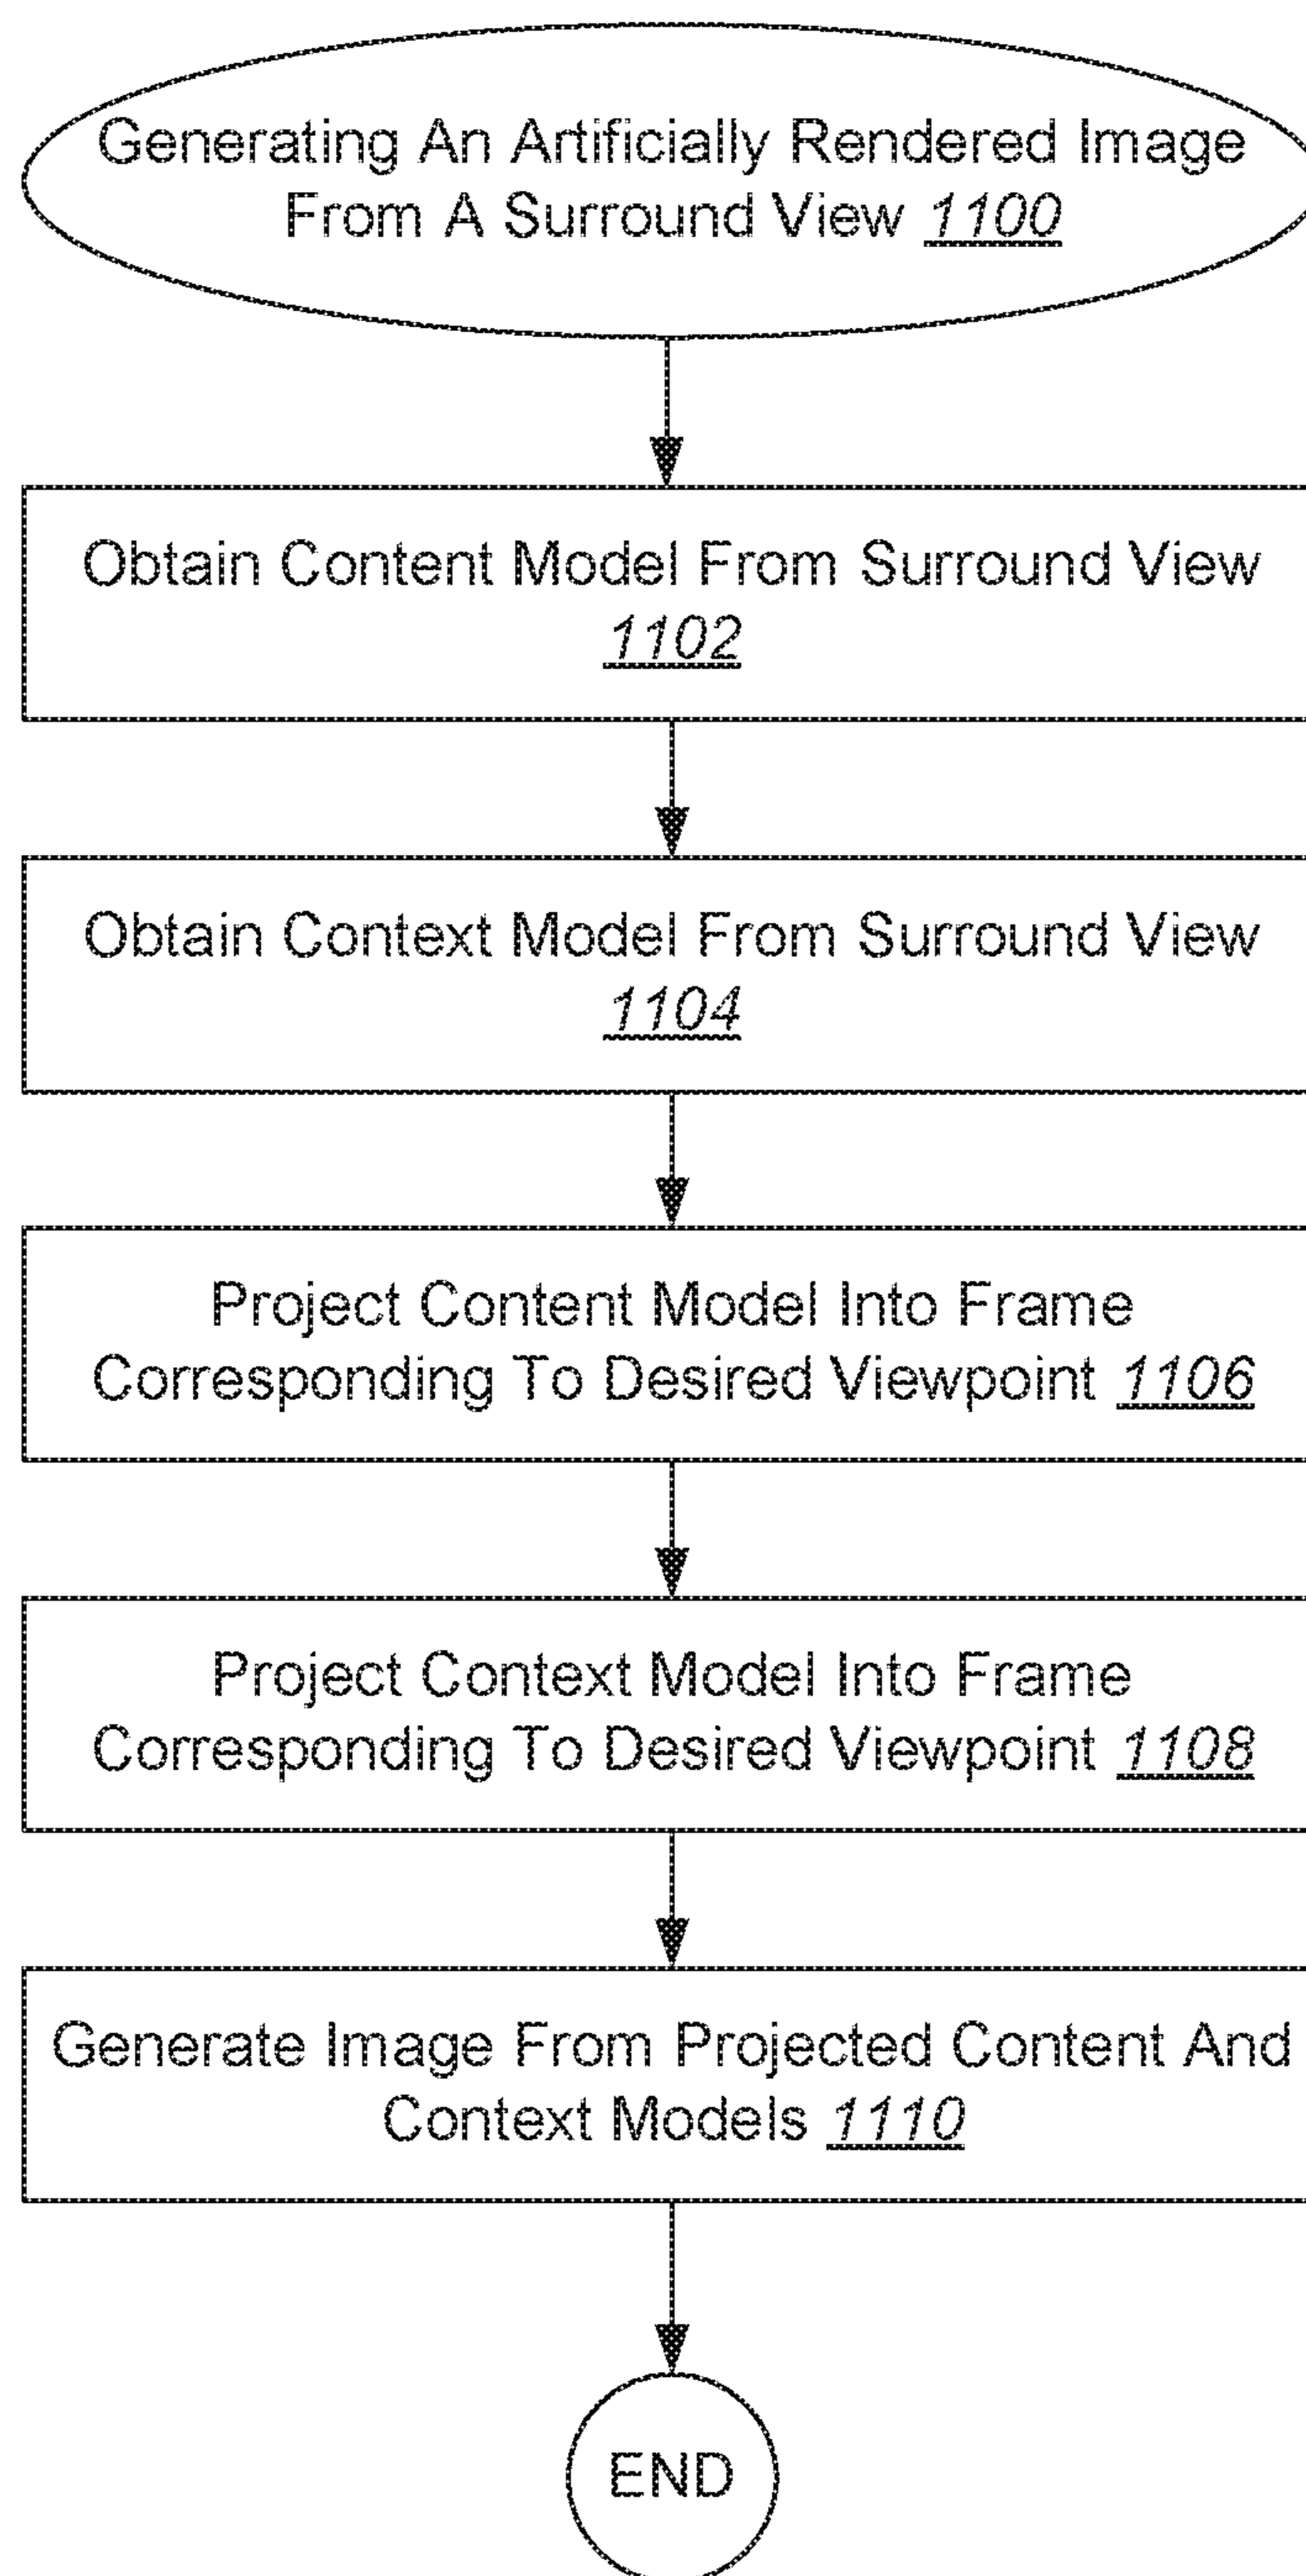 Generating An Artificially Rendered Image
From A Surround View 1100
Obtain Content Model From Surround View
1102
Obtain Context Model From Surround View
1104
Project Content Model Into Frame
Corresponding To Desired Viewpoint 1106
Project Context Model Into Frame
Corresponding To Desired Viewpoint 1108
Generate Image From Projected Content And
Context Models 1110
END